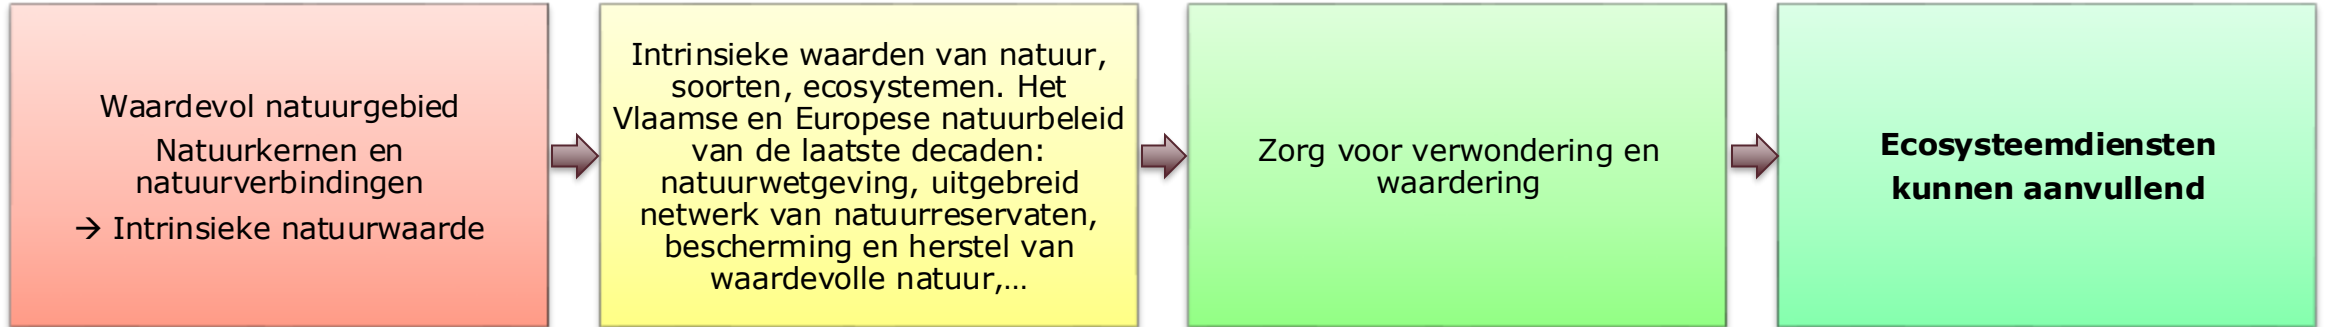 Waardevol natuurgebied
Natuurkernen en
natuurverbindingen
→ Intrinsieke natuurwaarde
Intrinsieke waarden van natuur,
soorten, ecosystemen. Het
Vlaamse en Europese natuurbeleid
van de laatste decaden:
natuurwetgeving, uitgebreid
netwerk van natuurreservaten,
bescherming en herstel van
waardevolle natuur,…
Zorg voor verwondering en
waardering
Ecosysteemdiensten
kunnen aanvullend